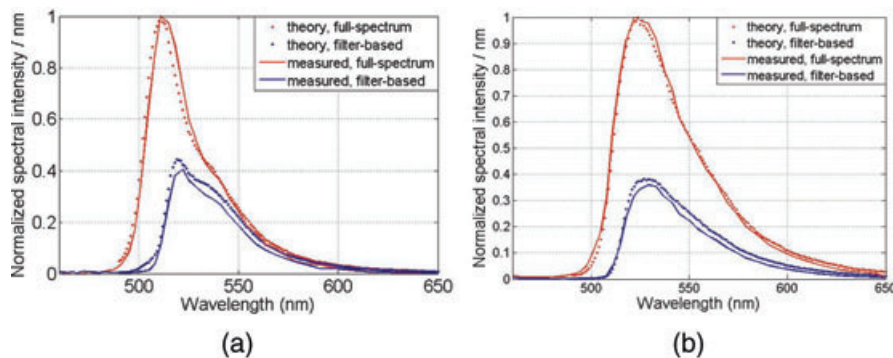 theory, full-spectrum
theory, filter-based
measured, full-spectrum
measured, filter-based
Normalized spectral intensity / nm
1
0.8
0.6
0.4
0.2
0
500
550
600
650
Wavelength (nm)
(a)
theory, full-spectrum
theory, filter-based
measured, full-spectrum
measured, filter-based
Normalized spectral intensity / nm
1
0.9
0.8
0.7
0.6
0.5
0.4
0.3
0.2
0.1
0
500
550
600
650
Wavelength (nm)
(b)